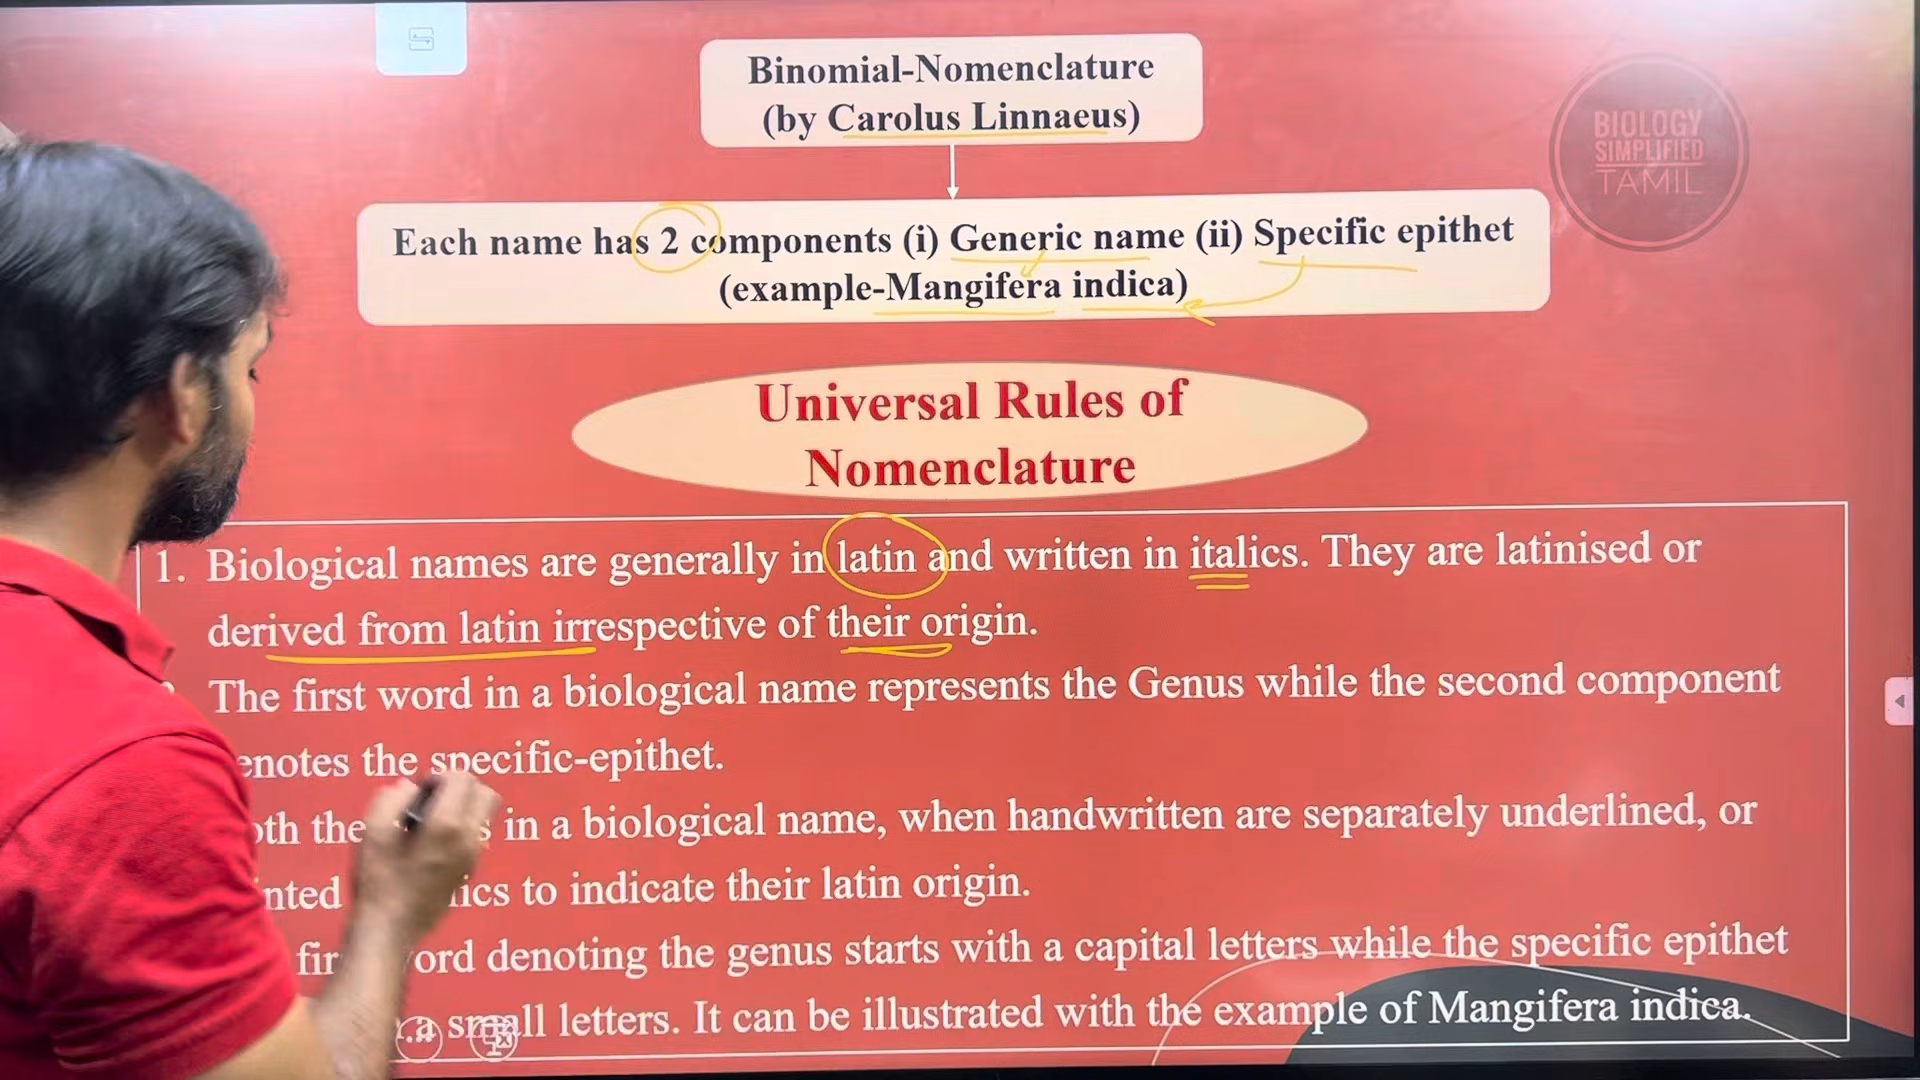 Binomial-Nomenclature
(by Carolus Linnaeus)
BIOLOGY
SIMPLIFIED
TAMIL
Each name has 2 components (i) Generic name (ii) Specific epithet
(example-Mangifera indica)
Universal Rules of
Nomenclature
1. Biological names are generally in latin and written in italics. They are latinised or
derived from latin irrespective of their origin.
The first word in a biological name represents the Genus while the second component
enotes the specific-epithet.
oth the s in a biological name, when handwritten are separately underlined, or
nted ics to indicate their latin origin.
fir ord denoting the genus starts with a capital letters while the specific epithet
a small letters. It can be illustrated with the example of Mangifera indica.